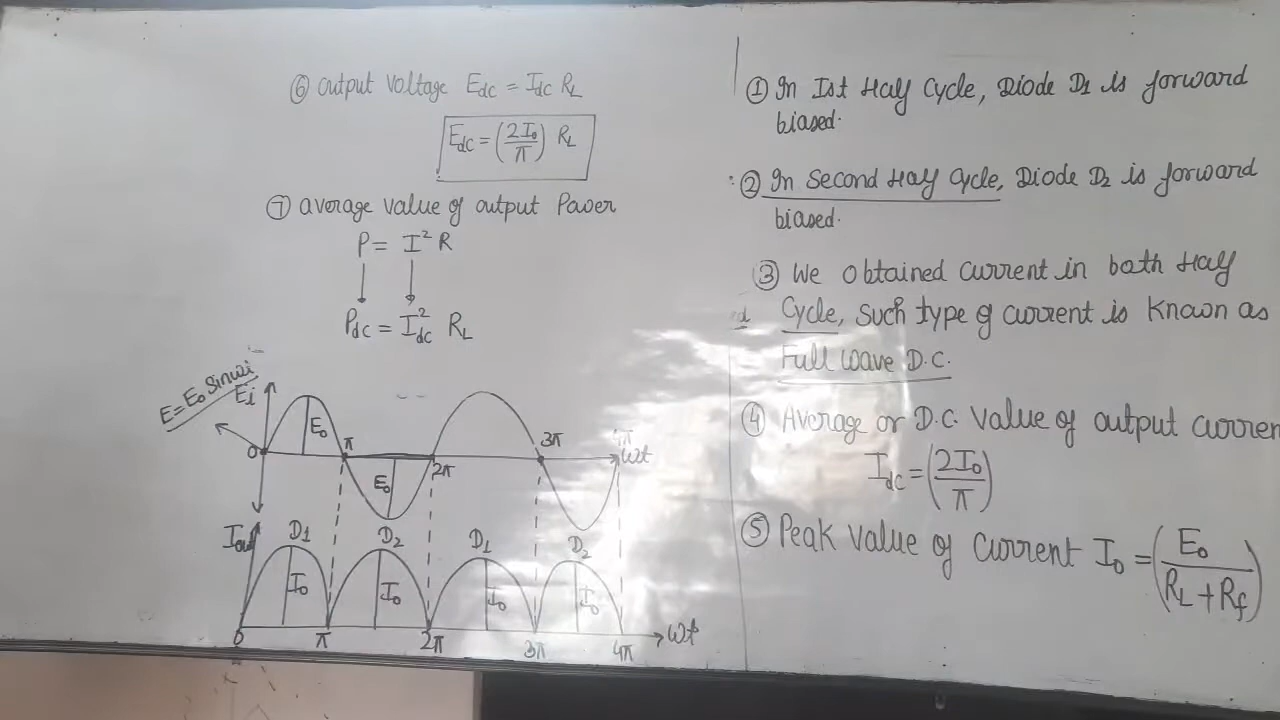 ① In Ist Half Cycle, Diode D1 is forward
biased.
② In Second Half Cycle, Diode D2 is forward
biased.
③ We obtained current in both Half
Cycle, Such type of current is Known as
Full wave D.C.
④ Average or D.C. Value of output curren
Idc = (2I₀/π)
⑤ Peak value of current I₀ = (E₀/(RL + Rf))
⑥ output voltage Edc = Idc RL
Edc = (2I₀/π) RL
⑦ average value of output Power
P = I² R
Pdc = I²dc RL
E = E₀ Sinωt
Ei
E₀
0
π
E₀
2π
3π
4π
ωt
Iout
D1
D2
D1
D2
I₀
I₀
I₀
I₀
0
π
2π
3π
4π
ωt